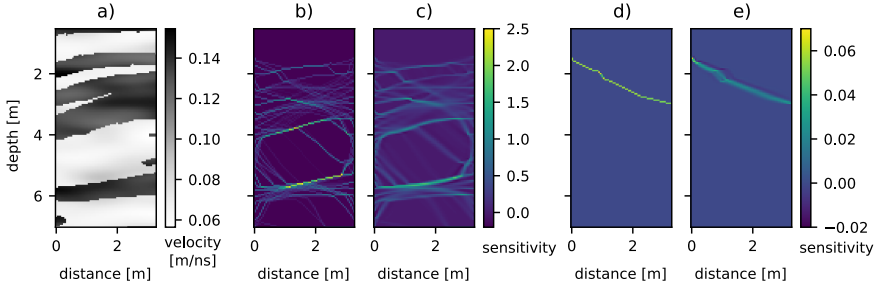 a) b) c) d) e)
depth [m]
2
4
6
0 2
distance [m]
0.14
0.12
0.10
0.08
0.06
velocity
[m/ns]
0 2
distance [m]
0 2
distance [m]
2.5
2.0
1.5
1.0
0.5
0.0
sensitivity
0 2
distance [m]
0 2
distance [m]
0.06
0.04
0.02
0.00
−0.02
sensitivity